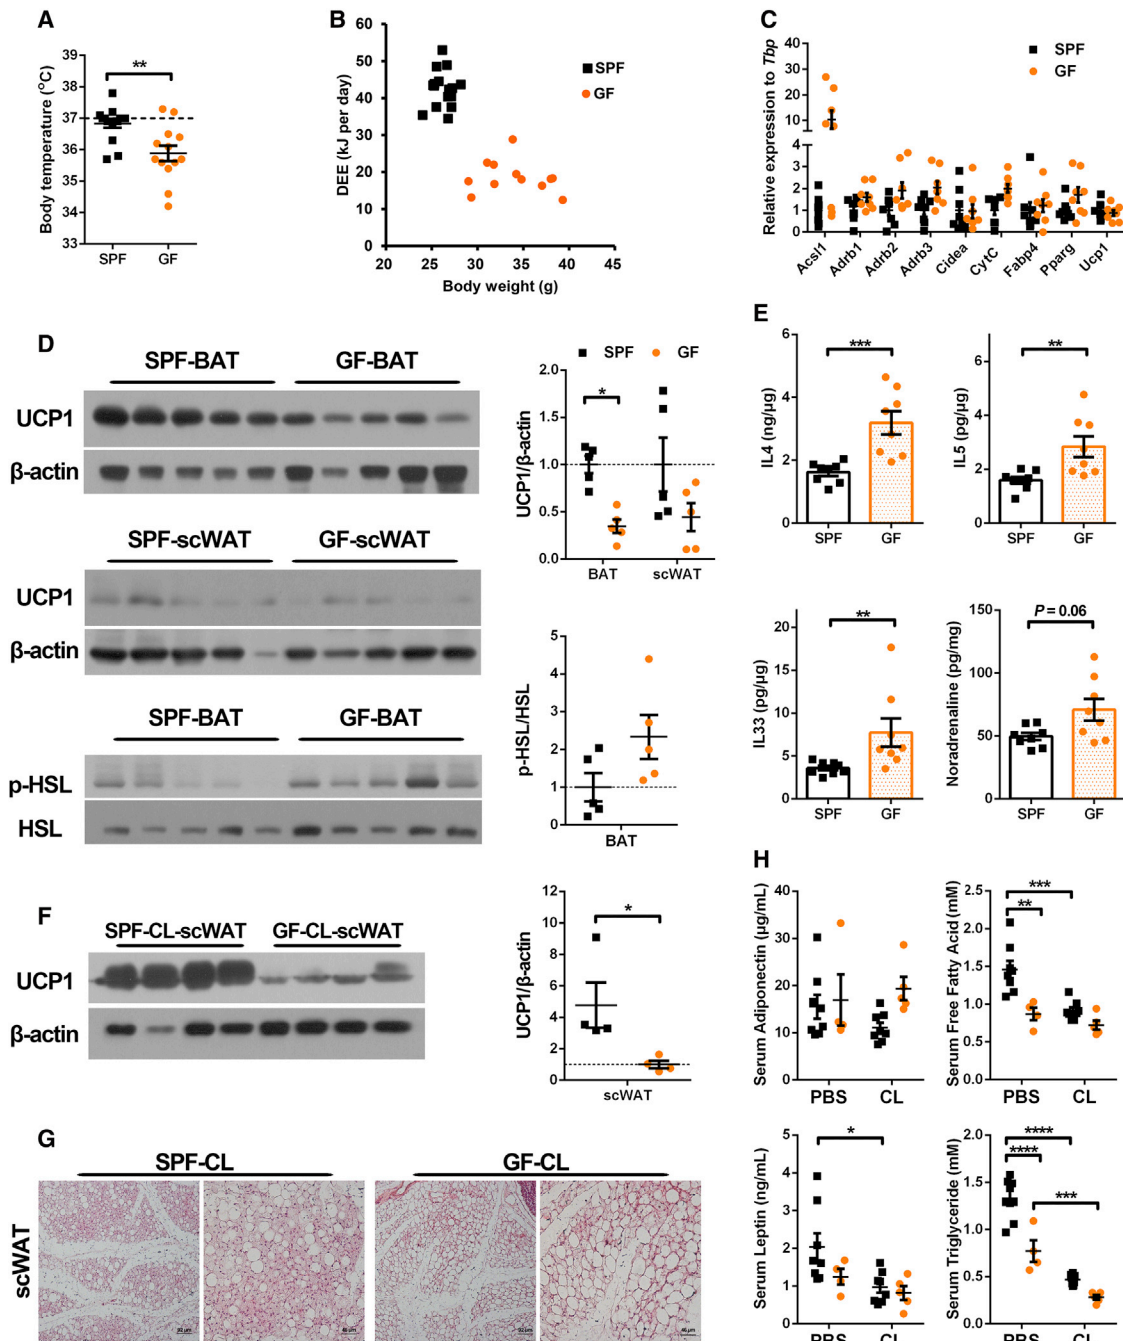 A
Body temperature (°C)
38
37
36
35
34
33
**
SPF
GF
B
DEE (kJ per day)
60
50
40
30
20
10
0
20 25 30 35 40 45
Body weight (g)
SPF
GF
C
Relative expression to Tbp
40
30
20
10
4
3
2
1
0
SPF
GF
Acsl1 Adrb1 Adrb2 Adrb3 Cidea CytC Fabp4 Pparg Ucp1
D
SPF-BAT GF-BAT
UCP1
β-actin
SPF-scWAT GF-scWAT
UCP1
β-actin
SPF-BAT GF-BAT
p-HSL
HSL
SPF GF
UCP1/β-actin
2.0
1.5
1.0
0.5
0.0
*
BAT scWAT
p-HSL/HSL
5
4
3
2
1
0
BAT
E
IL4 (ng/µg)
6
4
2
0
***
SPF GF
IL5 (pg/µg)
6
4
2
0
**
SPF GF
IL33 (pg/µg)
20
15
10
5
0
**
SPF GF
Noradrenaline (pg/mg)
150
100
50
0
P = 0.06
SPF GF
F
SPF-CL-scWAT GF-CL-scWAT
UCP1
β-actin
UCP1/β-actin
12
10
8
6
4
2
0
*
scWAT
G
SPF-CL GF-CL
scWAT
H
Serum Adiponectin (µg/mL)
40
30
20
10
0
PBS CL
Serum Free Fatty Acid (mM)
2.5
2.0
1.5
1.0
0.5
0.0
***
**
PBS CL
Serum Leptin (ng/mL)
5
4
3
2
1
0
*
PBS CL
Serum Triglyceride (mM)
2.0
1.5
1.0
0.5
0.0
****
****
***
PBS CL